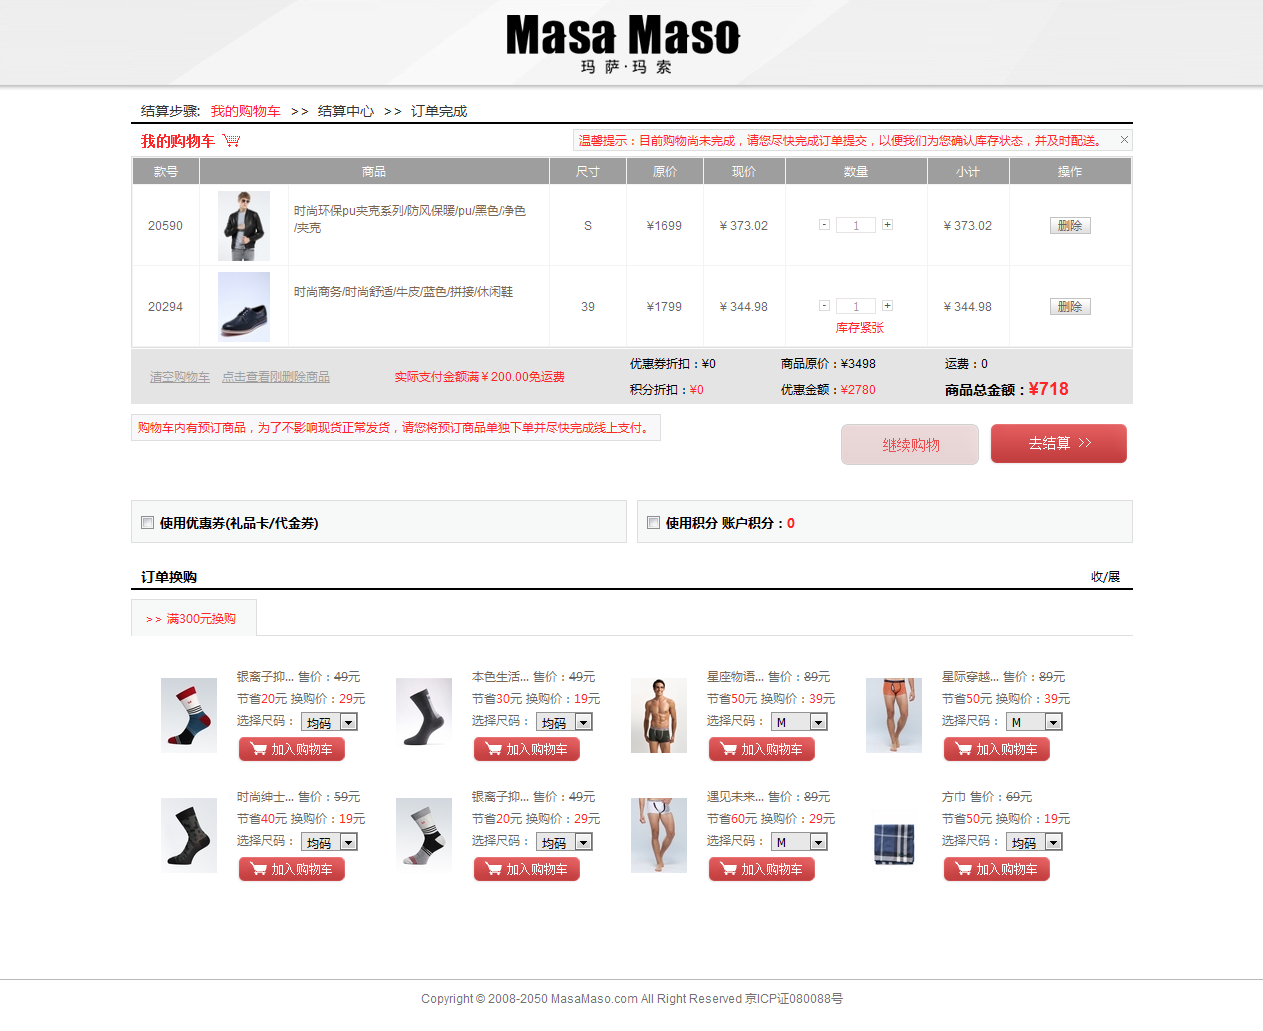 Masa Maso
玛萨·玛索
结算步骤: 我的购物车 >> 结算中心 >> 订单完成
我的购物车 温馨提示：目前购物尚未完成，请您尽快完成订单提交，以便我们为您确认库存状态，并及时配送。 ×
款号 商品 尺寸 原价 现价 数量 小计 操作
20590 时尚环保pu夹克系列/防风保暖/pu/黑色/净色
/夹克 S ¥1699 ¥ 373.02 - 1 + ¥ 373.02 删除
20294 时尚商务/时尚舒适/牛皮/蓝色/拼接/休闲鞋 39 ¥1799 ¥ 344.98 - 1 + ¥ 344.98 删除
库存紧张
清空购物车 点击查看刚删除商品 实际支付金额满 ¥ 200.00免运费
优惠券折扣：¥0 商品原价：¥3498 运费：0
积分折扣：¥0 优惠金额：¥2780 商品总金额：¥718
购物车内有预订商品，为了不影响现货正常发货，请您将预订商品单独下单并尽快完成线上支付。
继续购物 去结算 >>
使用优惠券(礼品卡/代金券) 使用积分 账户积分：0
订单换购 收/展
>> 满300元换购
银离子抑... 售价：49元 本色生活... 售价：49元 星座物语... 售价：89元 星际穿越... 售价：89元
节省20元 换购价：29元 节省30元 换购价：19元 节省50元 换购价：39元 节省50元 换购价：39元
选择尺码： 均码 选择尺码： 均码 选择尺码： M 选择尺码： M
加入购物车 加入购物车 加入购物车 加入购物车
时尚绅士... 售价：59元 银离子抑... 售价：49元 遇见未来... 售价：89元 方巾 售价：69元
节省40元 换购价：19元 节省20元 换购价：29元 节省60元 换购价：29元 节省50元 换购价：19元
选择尺码： 均码 选择尺码： 均码 选择尺码： M 选择尺码： 均码
加入购物车 加入购物车 加入购物车 加入购物车
Copyright © 2008-2050 MasaMaso.com All Right Reserved 京ICP证080088号